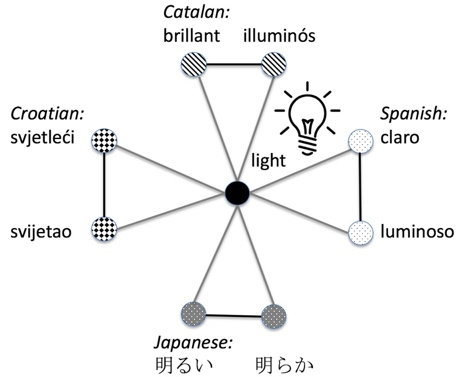 Catalan:
brillant illuminós
Croatian:
svjetleći
Spanish:
claro
light
svijetao
luminoso
Japanese:
明るい 明らか